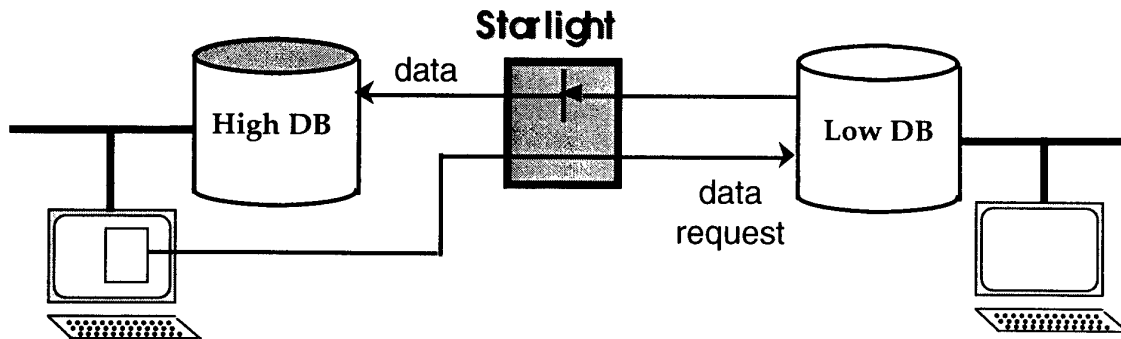 Starlight
data
High DB
Low DB
data
request